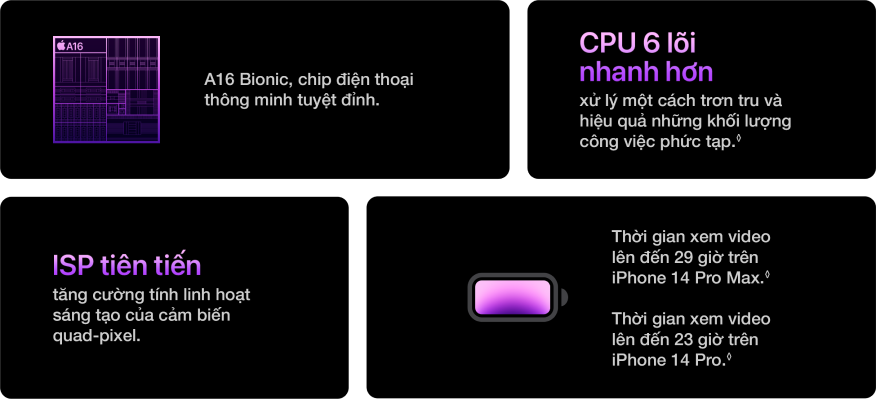 A16
A16 Bionic, chip điện thoại
thông minh tuyệt đỉnh.
CPU 6 lõi
nhanh hơn
xử lý một cách trơn tru và
hiệu quả những khối lượng
công việc phức tạp.◊
ISP tiên tiến
tăng cường tính linh hoạt
sáng tạo của cảm biến
quad-pixel.
Thời gian xem video
lên đến 29 giờ trên
iPhone 14 Pro Max.◊
Thời gian xem video
lên đến 23 giờ trên
iPhone 14 Pro.◊